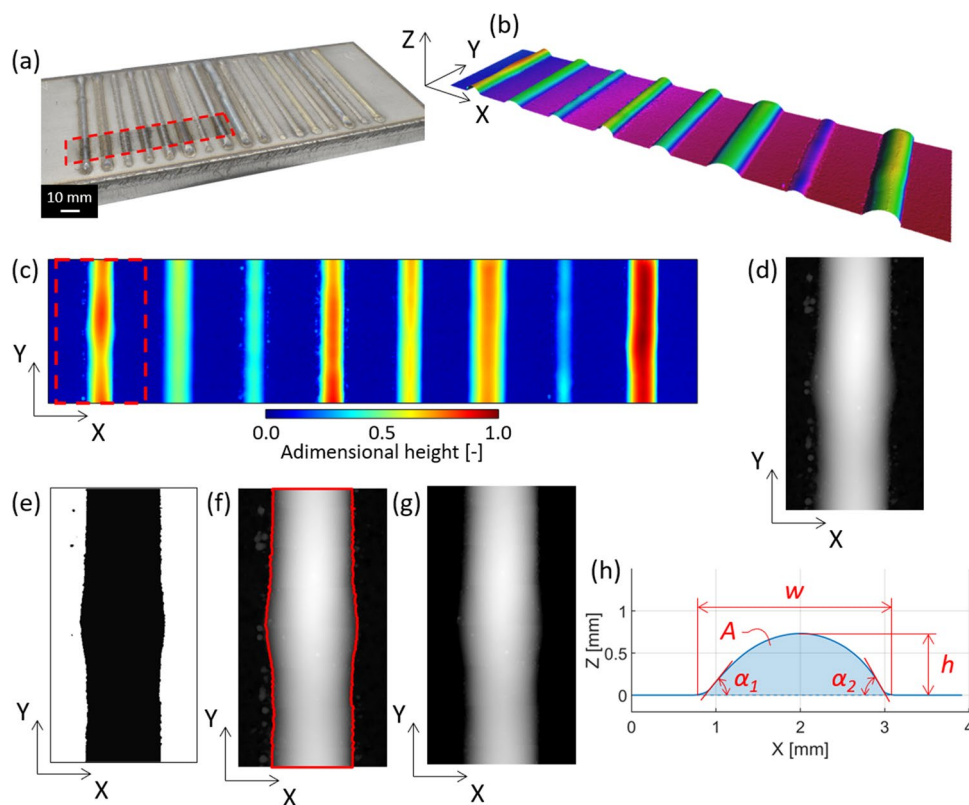 (a)
10 mm
(b)
Z
Y
X
(c)
Y
X
0.0
0.5
1.0
Adimensional height [-]
(d)
Y
X
(e)
Y
X
(f)
Y
X
(g)
Y
X
(h)
w
A
h
α1
α2
1
0.5
0
Z [mm]
0
1
2
3
4
X [mm]